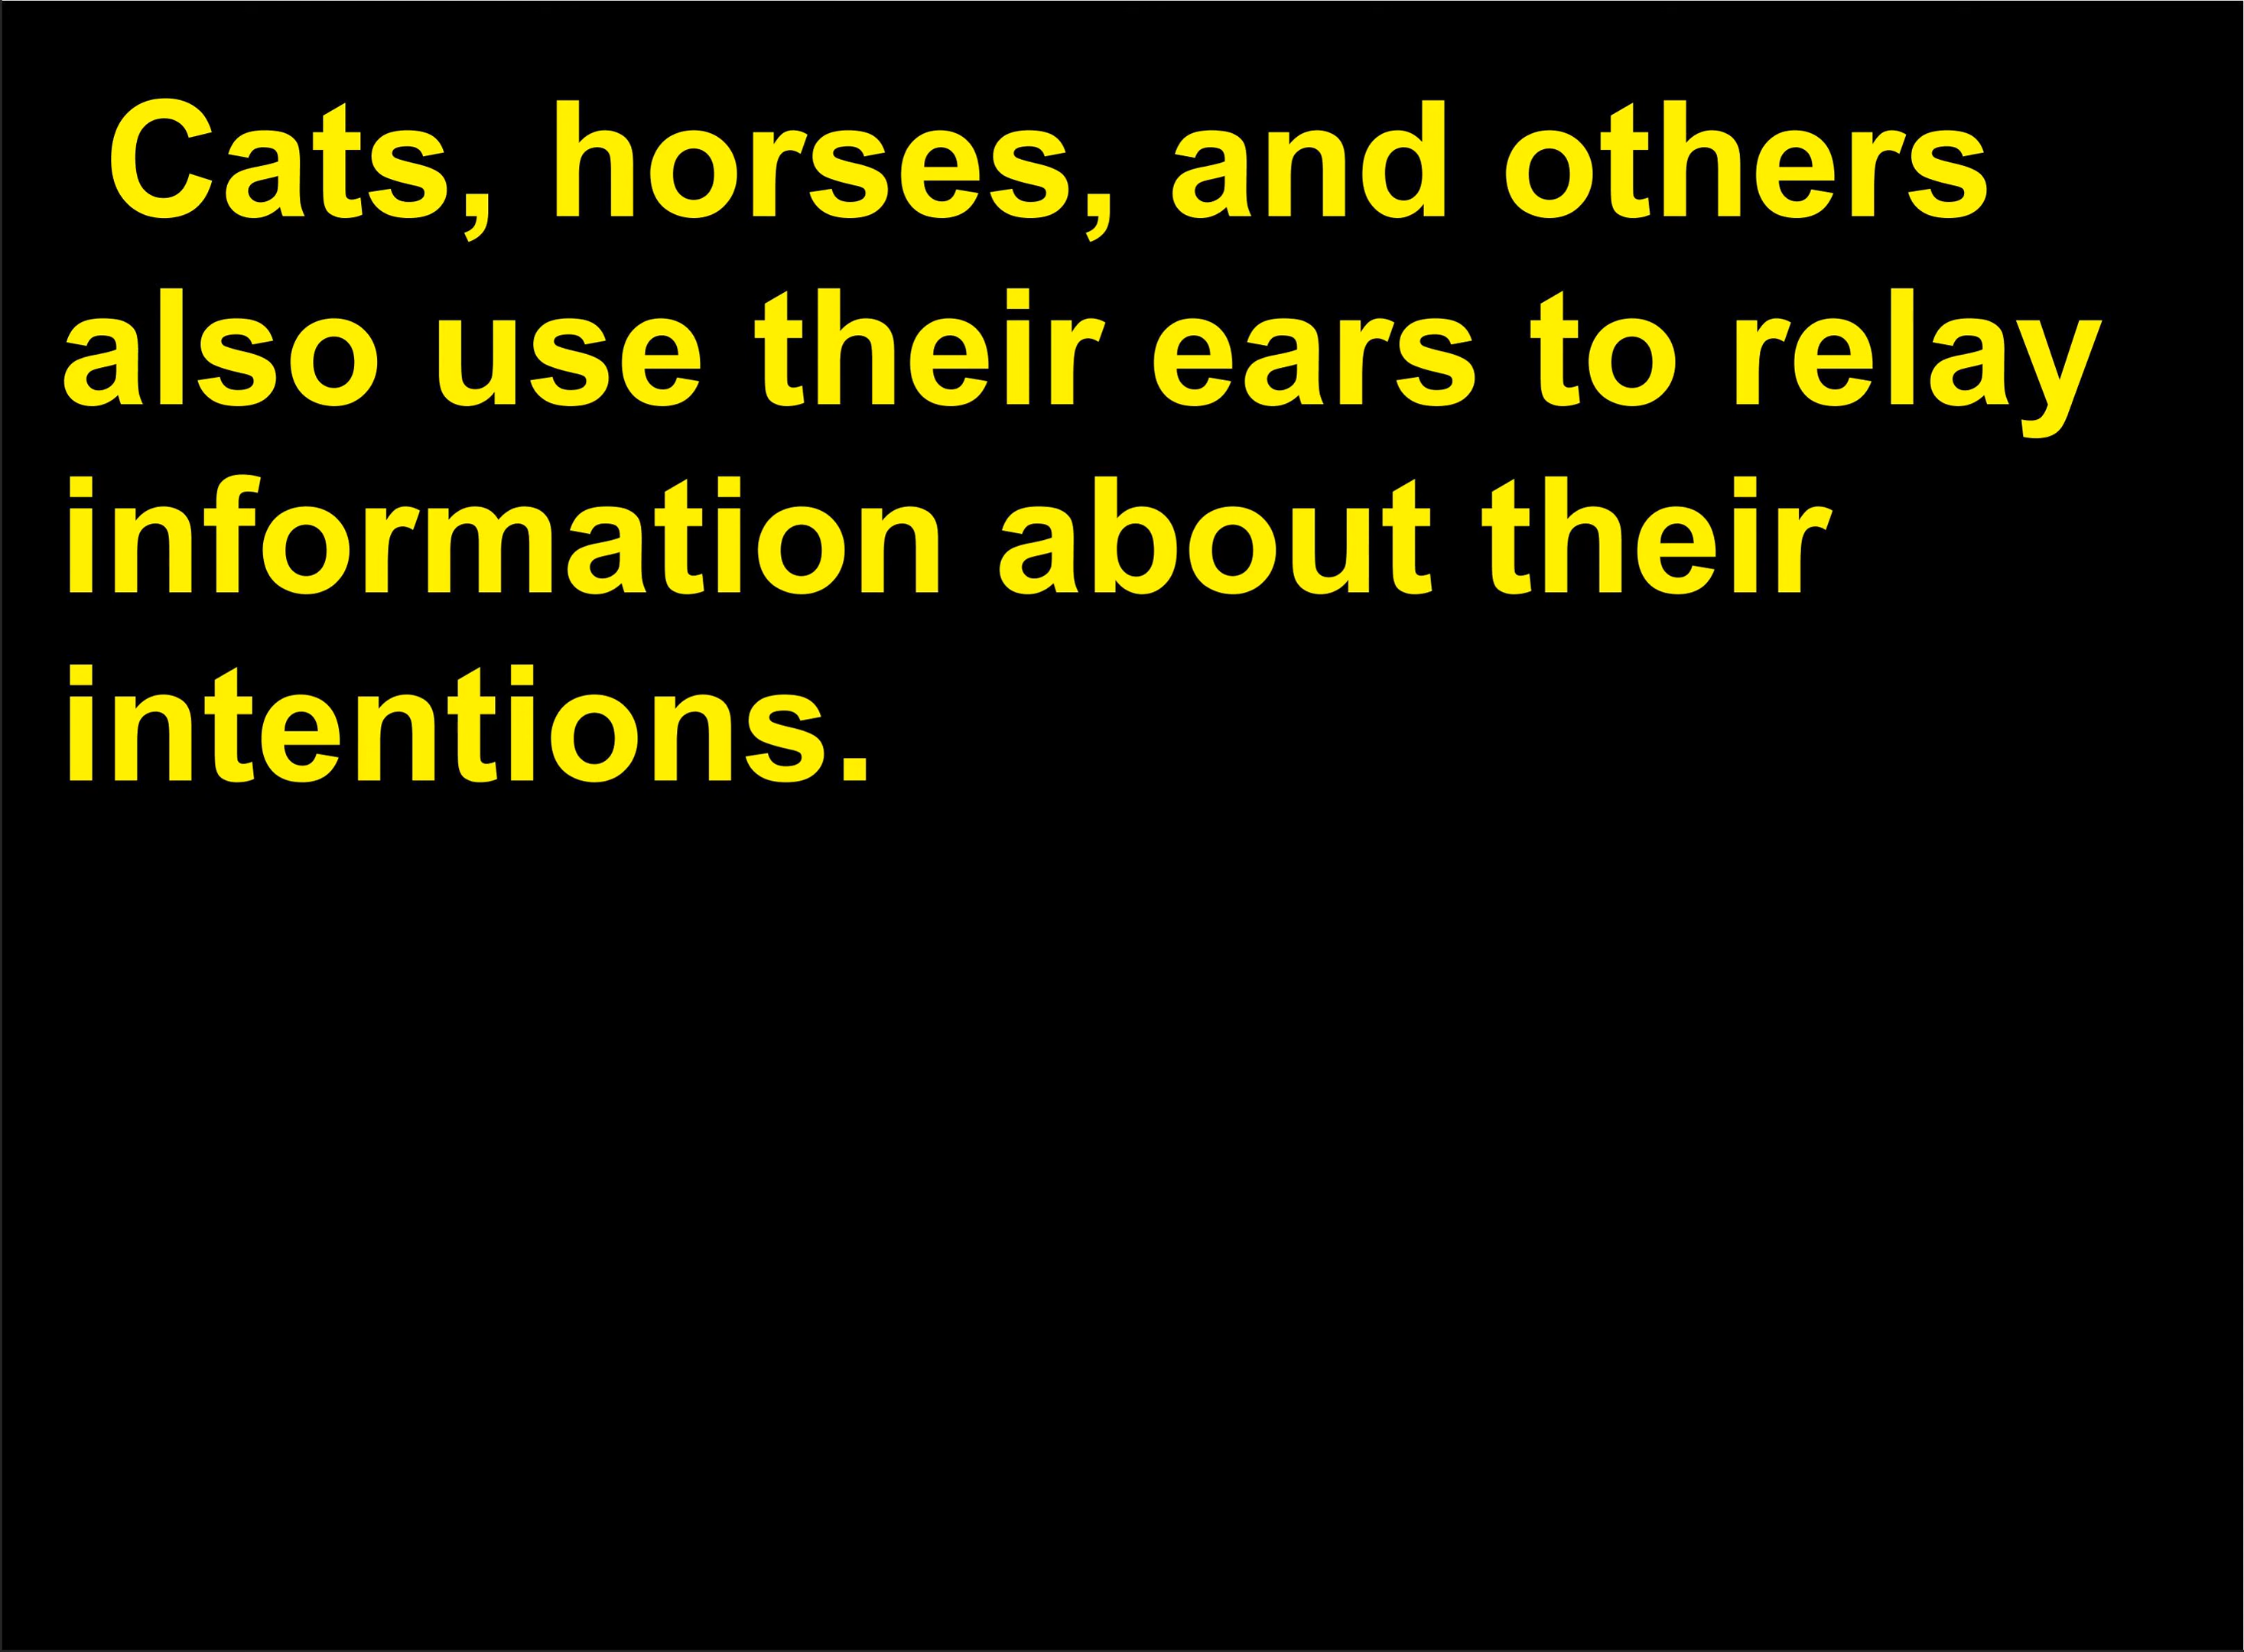 Cats, horses, and others
also use their ears to relay
information about their
intentions.